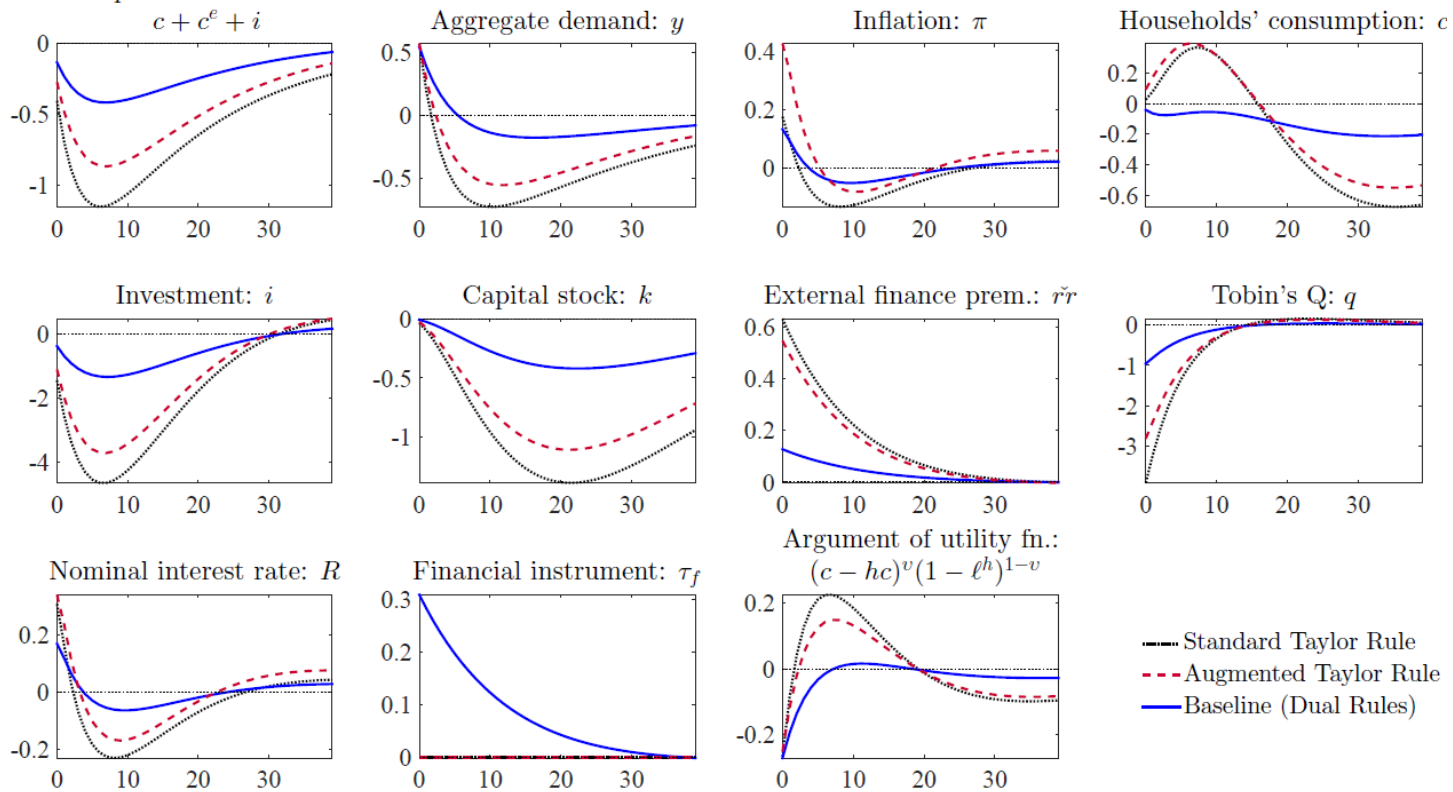 c + c^e + i
0
-0.5
-1
0 10 20 30
Aggregate demand: y
0.5
0
-0.5
0 10 20 30
Inflation: π
0.4
0.2
0
0 10 20 30
Households' consumption: c
0.2
0
-0.2
-0.4
-0.6
0 10 20 30
Investment: i
0
-2
-4
0 10 20 30
Capital stock: k
0
-0.5
-1
0 10 20 30
External finance prem.: rř
0.6
0.4
0.2
0
0 10 20 30
Tobin's Q: q
0
-1
-2
-3
0 10 20 30
Nominal interest rate: R
0.2
0
-0.2
0 10 20 30
Financial instrument: τ_f
0.3
0.2
0.1
0
0 10 20 30
Argument of utility fn.:
(c − hc)^υ(1 − ℓ^h)^{1−υ}
0.2
0
-0.2
0 10 20 30
Standard Taylor Rule
Augmented Taylor Rule
Baseline (Dual Rules)